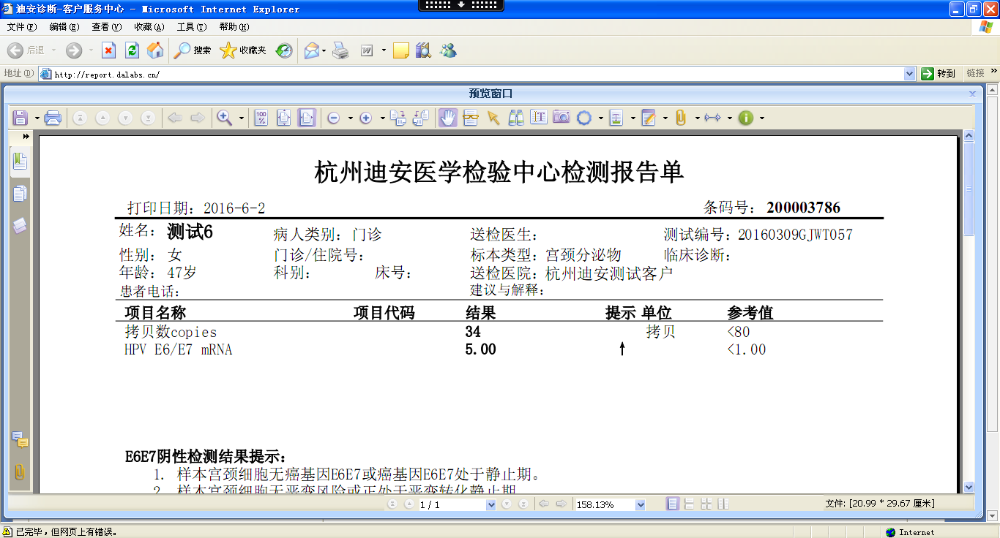 迪安诊断-客户服务中心 - Microsoft Internet Explorer
文件(F) 编辑(E) 查看(V) 收藏(A) 工具(T) 帮助(H)
后退 搜索 收藏夹
地址(D) http://report.dalabs.cn/ 转到 链接 »
预览窗口
杭州迪安医学检验中心检测报告单
打印日期: 2016-6-2 条码号: 200003786
姓名: 测试6 病人类别: 门诊 送检医生: 测试编号: 20160309GJWT057
性别: 女 门诊/住院号: 标本类型: 宫颈分泌物 临床诊断:
年龄: 47岁 科别: 床号: 送检医院: 杭州迪安测试客户
患者电话: 建议与解释:
项目名称 项目代码 结果 提示 单位 参考值
拷贝数copies 34 拷贝 <80
HPV E6/E7 mRNA 5.00 ↑ <1.00
E6E7阴性检测结果提示:
1. 样本宫颈细胞无癌基因E6E7或癌基因E6E7处于静止期。
2. 样本宫颈细胞无恶变风险或正处于恶变转化静止期
1 / 1 158.13% 文件: [20.99 * 29.67 厘米]
已完毕，但网页上有错误。 Internet